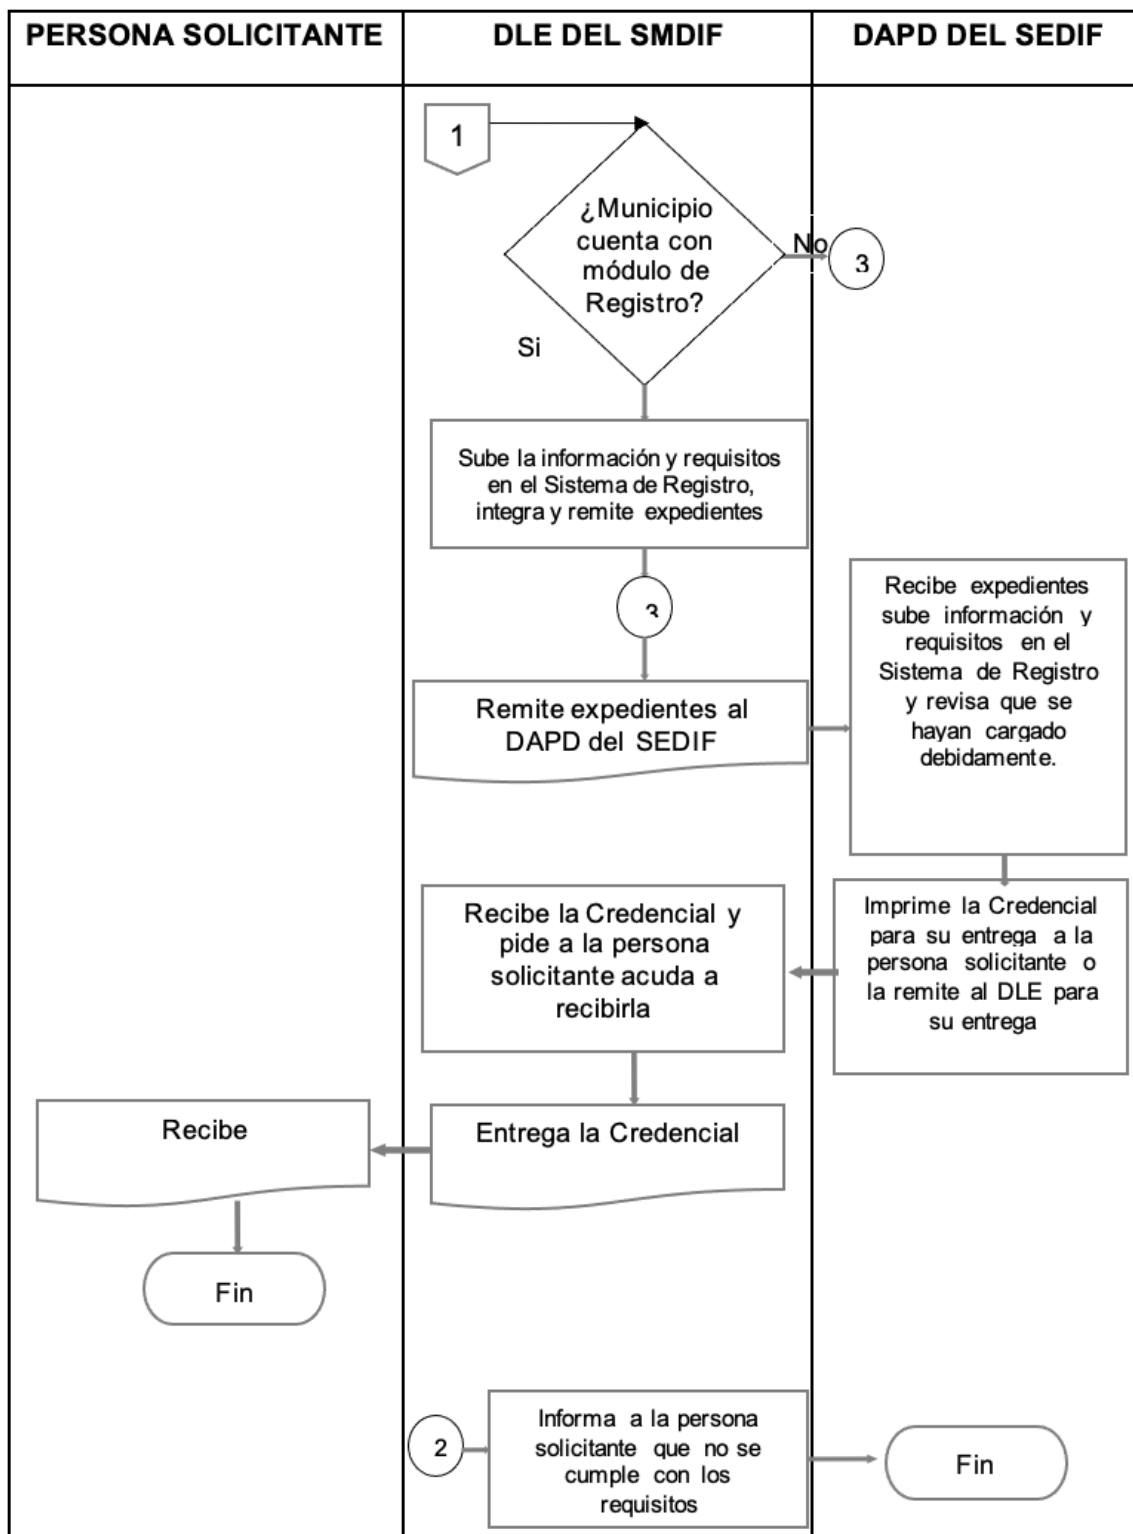 PERSONA SOLICITANTE
DLE DEL SMDIF
DAPD DEL SEDIF
1
¿Municipio
cuenta con
módulo de
Registro?
No
3
Si
Sube la información y requisitos
en el Sistema de Registro,
integra y remite expedientes
3
Remite expedientes al
DAPD del SEDIF
Recibe expedientes
sube información y
requisitos en el
Sistema de Registro
y revisa que se
hayan cargado
debidamente.
Imprime la Credencial
para su entrega a la
persona solicitante o
la remite al DLE para
su entrega
Recibe la Credencial y
pide a la persona
solicitante acuda a
recibirla
Entrega la Credencial
Recibe
Fin
2
Informa a la persona
solicitante que no se
cumple con los
requisitos
Fin